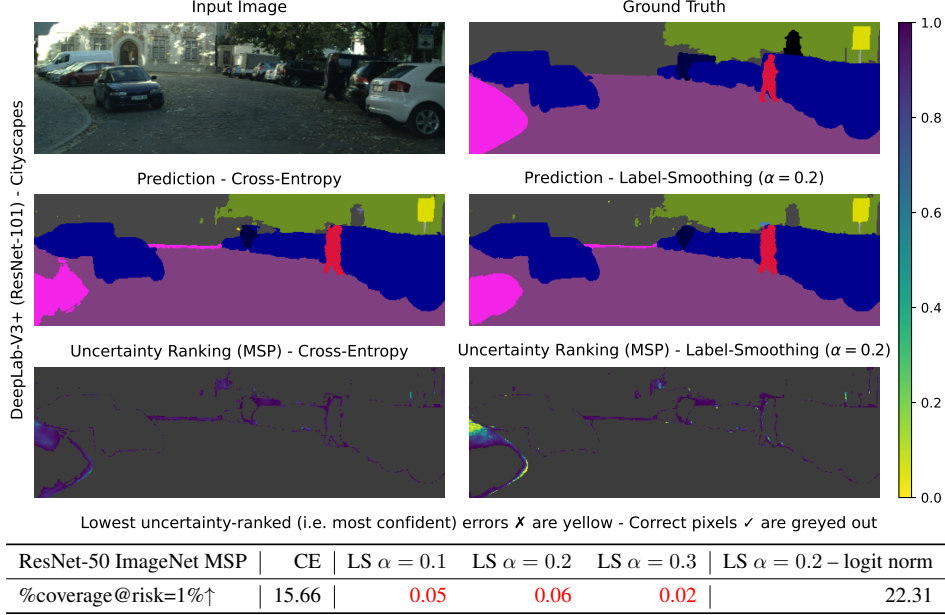 Input Image
Ground Truth
DeepLab-V3+ (ResNet-101) - Cityscapes
Prediction - Cross-Entropy
Prediction - Label-Smoothing (α = 0.2)
Uncertainty Ranking (MSP) - Cross-Entropy
Uncertainty Ranking (MSP) - Label-Smoothing (α = 0.2)
1.0
0.8
0.6
0.4
0.2
0.0
Lowest uncertainty-ranked (i.e. most confident) errors ✗ are yellow - Correct pixels ✓ are greyed out
ResNet-50 ImageNet MSP CE LS α = 0.1 LS α = 0.2 LS α = 0.3 LS α = 0.2 – logit norm
%coverage@risk=1%↑ 15.66 0.05 0.06 0.02 22.31